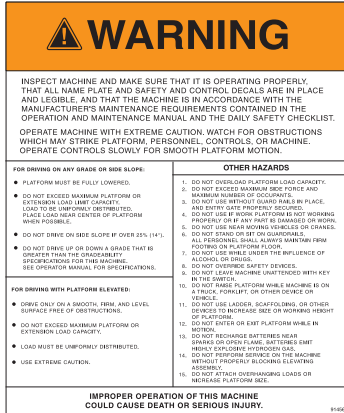 WARNING
INSPECT MACHINE AND MAKE SURE THAT IT IS OPERATING PROPERLY,
THAT ALL NAME PLATE AND SAFETY AND CONTROL DECALS ARE IN PLACE
AND LEGIBLE, AND THAT THE MACHINE IS IN ACCORDANCE WITH THE
MANUFACTURER'S MAINTENANCE REQUIREMENTS CONTAINED IN THE
OPERATION AND MAINTENANCE MANUAL AND THE DAILY SAFETY CHECKLIST.
OPERATE MACHINE WITH EXTREME CAUTION. WATCH FOR OBSTRUCTIONS
WHICH MAY STRIKE PLATFORM, PERSONNEL, CONTROLS, OR MACHINE.
OPERATE CONTROLS SLOWLY FOR SMOOTH PLATFORM MOTION.
FOR DRIVING ON ANY GRADE OR SIDE SLOPE:
● PLATFORM MUST BE FULLY LOWERED.
● DO NOT EXCEED MAXIMUM PLATFORM OR
EXTENSION LOAD LIMIT CAPACITY.
LOAD TO BE UNIFORMLY DISTRIBUTED.
PLACE LOAD NEAR CENTER OF PLATFORM
WHEN POSSIBLE.
● DO NOT DRIVE ON SIDE SLOPE IF OVER 25% (14°).
● DO NOT DRIVE UP OR DOWN A GRADE THAT IS
GREATER THAN THE GRADEABILITY
SPECIFICATIONS FOR THIS MACHINE.
SEE OPERATOR MANUAL FOR SPECIFICATIONS.
FOR DRIVING WITH PLATFORM ELEVATED:
● DRIVE ONLY ON A SMOOTH, FIRM, AND LEVEL
SURFACE FREE OF OBSTRUCTIONS.
● DO NOT EXCEED MAXIMUM PLATFORM OR
EXTENSION LOAD CAPACITY.
● LOAD MUST BE UNIFORMLY DISTRIBUTED.
● USE EXTREME CAUTION.
OTHER HAZARDS
1. DO NOT OVERLOAD PLATFORM LOAD CAPACITY.
2. DO NOT EXCEED MAXIMUM SIDE FORCE AND
MAXIMUM NUMBER OF OCCUPANTS.
3. DO NOT USE WITHOUT GUARD RAILS IN PLACE,
AND ENTRY GATE PROPERLY SECURED.
4. DO NOT USE IF WORK PLATFORM IS NOT WORKING
PROPERLY OR IF ANY PART IS DAMAGED OR WORN.
5. DO NOT USE NEAR MOVING VEHICLES OR CRANES.
6. DO NOT STAND OR SIT ON GUARDRAILS,
ALL PERSONNEL SHALL ALWAYS MAINTAIN FIRM
FOOTING ON PLATFORM FLOOR.
7. DO NOT USE WHILE UNDER THE INFLUENCE OF
ALCOHOL OR DRUGS.
8. DO NOT OVERRIDE SAFETY DEVICES.
9. DO NOT LEAVE MACHINE UNATTENDED WITH KEY
IN THE SWITCH.
10. DO NOT RAISE PLATFORM WHILE MACHINE IS ON
A TRUCK, FORKLIFT, OR OTHER DEVICE OR
VEHICLE.
11. DO NOT USE LADDER, SCAFFOLDING, OR OTHER
DEVICES TO INCREASE SIZE OR WORKING HEIGHT
OF PLATFORM.
12. DO NOT ENTER OR EXIT PLATFORM WHILE IN
MOTION.
13. DO NOT RECHARGE BATTERIES NEAR
SPARKS OR OPEN FLAME, BATTERIES EMIT
HIGHLY EXPLOSIVE HYDROGEN GAS.
14. DO NOT PERFORM SERVICE ON THE MACHINE
WITHOUT PROPERLY BLOCKING ELEVATING
ASSEMBLY.
15. DO NOT ATTACH OVERHANGING LOADS OR
INCREASE PLATFORM SIZE.
IMPROPER OPERATION OF THIS MACHINE
COULD CAUSE DEATH OR SERIOUS INJURY.